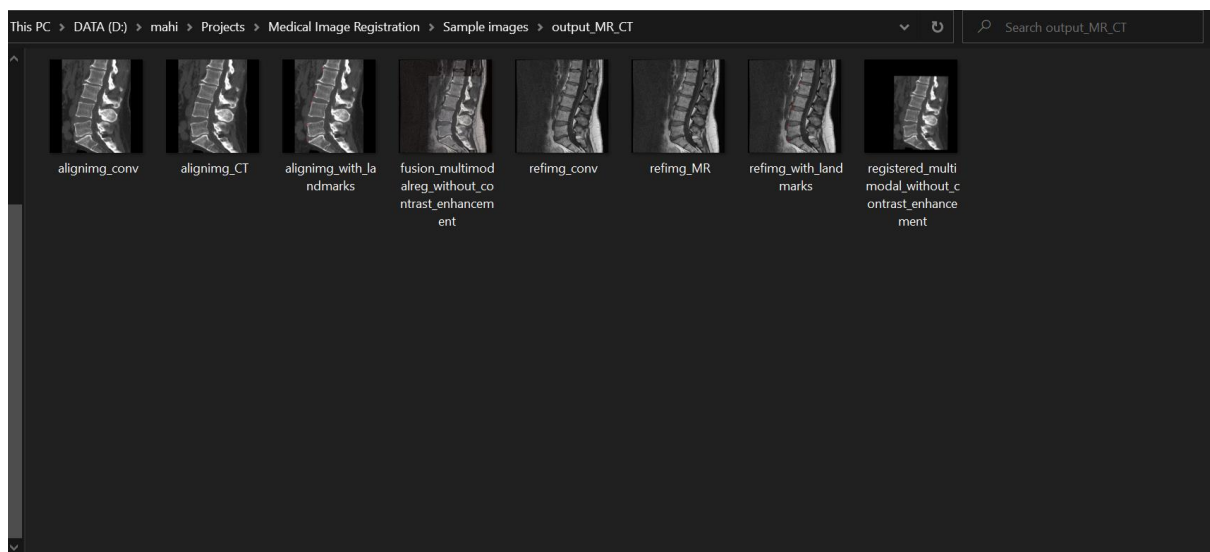 This PC > DATA (D:) > mahi > Projects > Medical Image Registration > Sample images > output_MR_CT
Search output_MR_CT
alignimg_conv
alignimg_CT
alignimg_with_la
ndmarks
fusion_multimod
alreg_without_co
ntrast_enhancem
ent
refimg_conv
refimg_MR
refimg_with_land
marks
registered_multi
modal_without_c
ontrast_enhance
ment